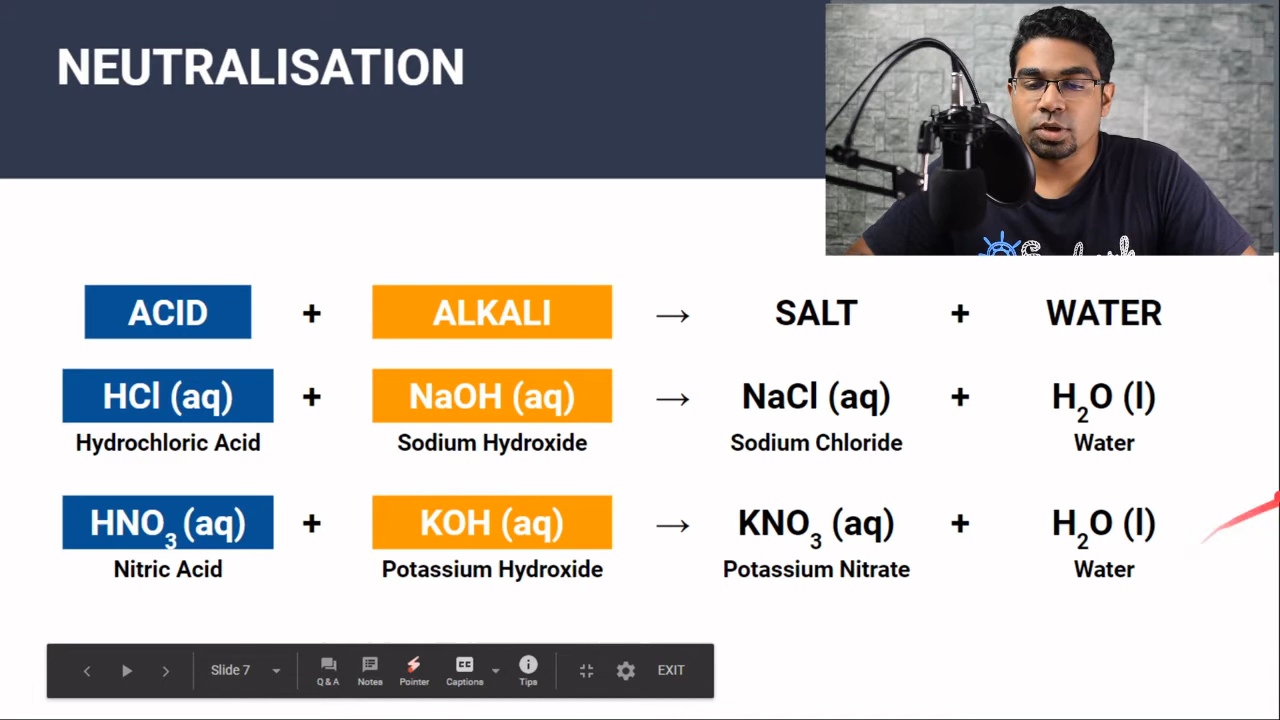 NEUTRALISATION
ACID + ALKALI → SALT + WATER
HCl (aq) + NaOH (aq) → NaCl (aq) + H₂O (l)
Hydrochloric Acid Sodium Hydroxide Sodium Chloride Water
HNO₃ (aq) + KOH (aq) → KNO₃ (aq) + H₂O (l)
Nitric Acid Potassium Hydroxide Potassium Nitrate Water
Slide 7 Q & A Notes Pointer CC Captions Tips EXIT